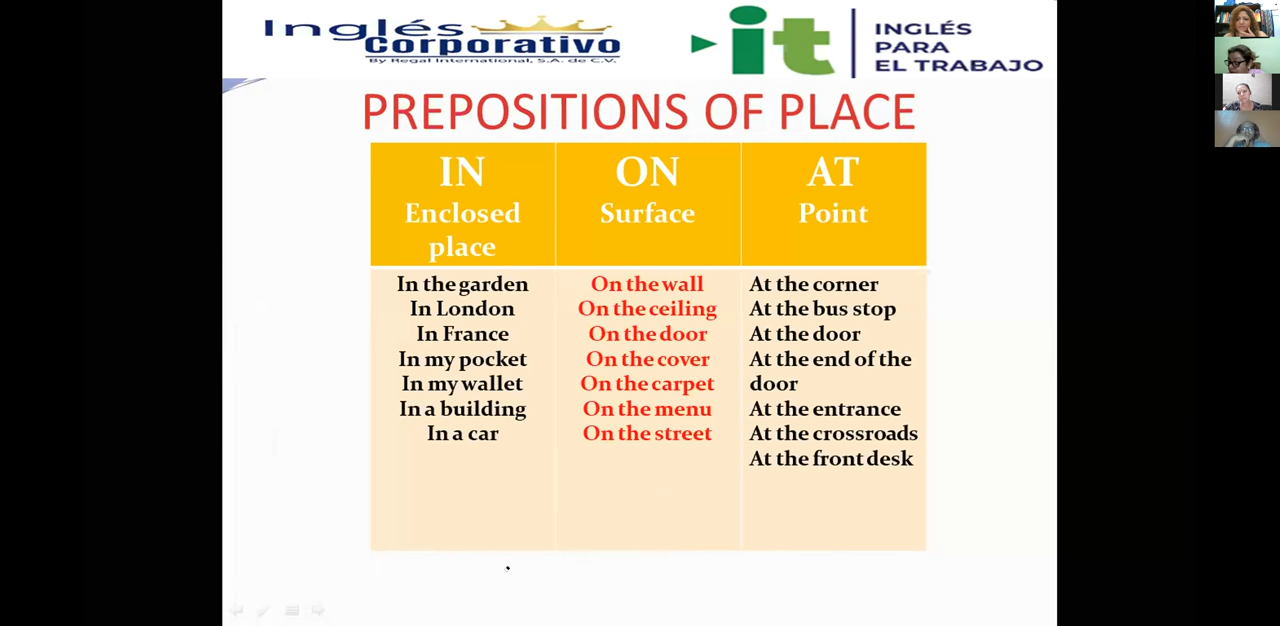 Inglés
Corporativo
By Regal International, S.A. de C.V.
it
INGLÉS
PARA
EL TRABAJO
PREPOSITIONS OF PLACE
IN
Enclosed
place
In the garden
In London
In France
In my pocket
In my wallet
In a building
In a car
ON
Surface
On the wall
On the ceiling
On the door
On the cover
On the carpet
On the menu
On the street
AT
Point
At the corner
At the bus stop
At the door
At the end of the
door
At the entrance
At the crossroads
At the front desk